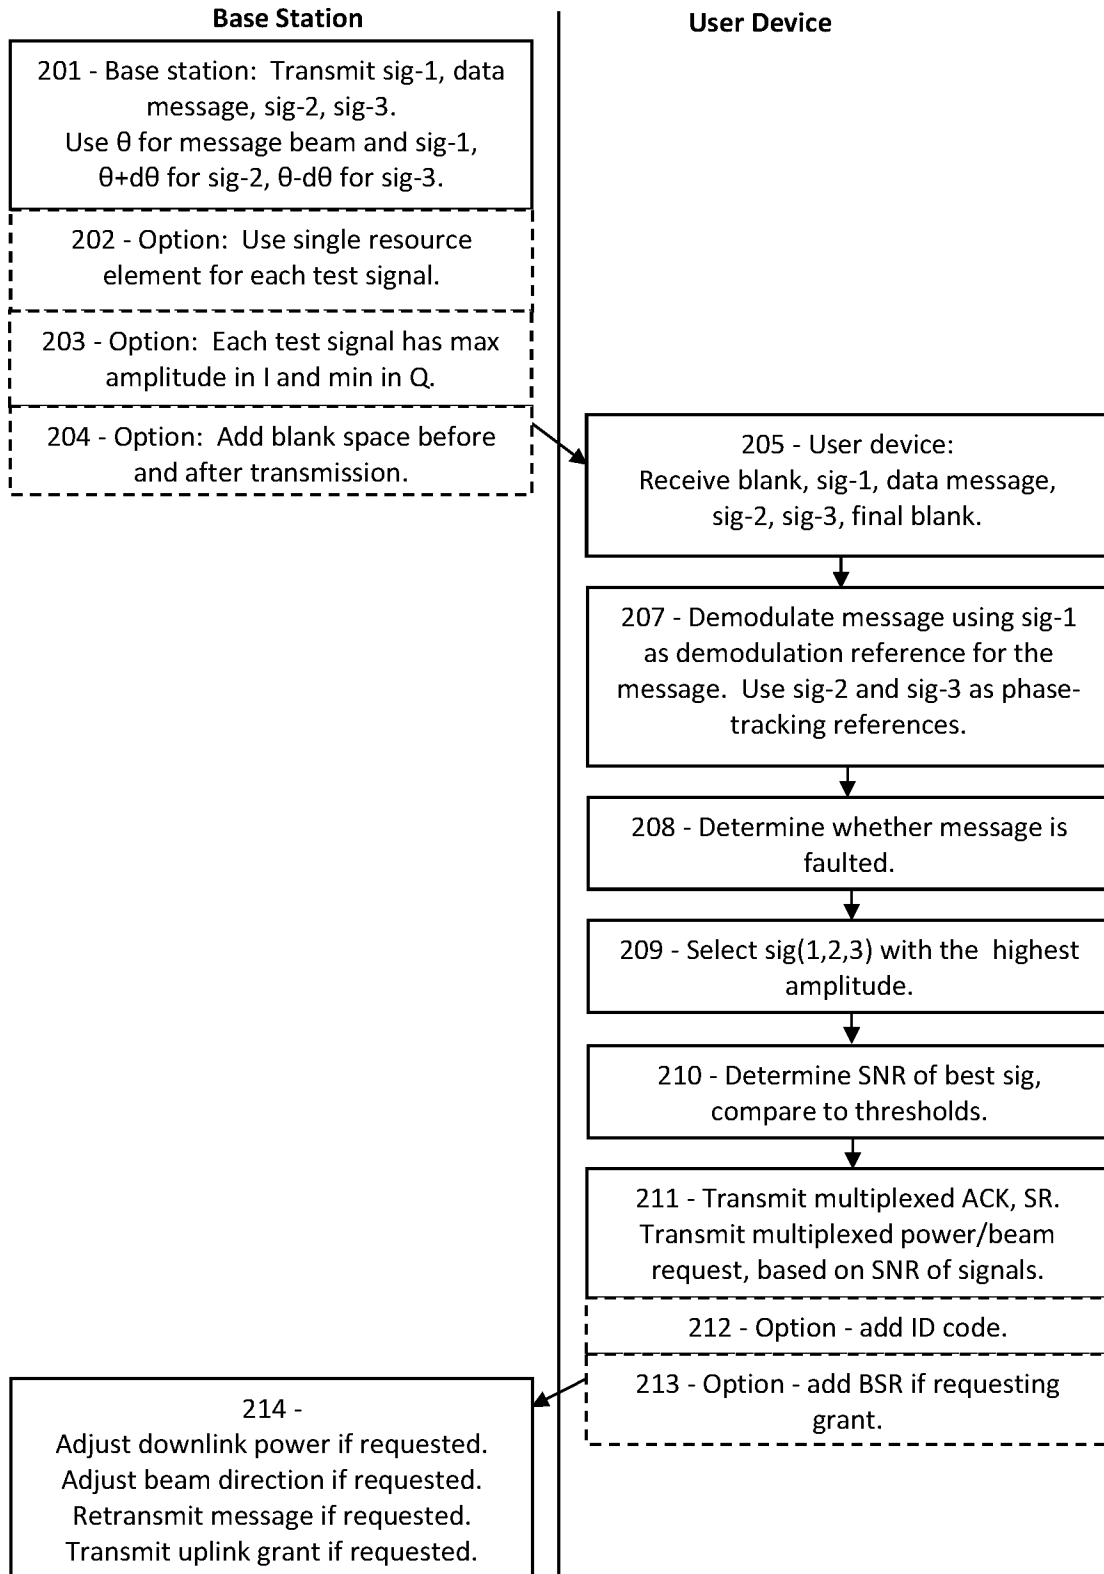 Base Station
User Device
201 - Base station:  Transmit sig-1, data
message, sig-2, sig-3.
Use θ for message beam and sig-1,
θ+dθ for sig-2, θ-dθ for sig-3.
202 - Option:  Use single resource
element for each test signal.
203 - Option:  Each test signal has max
amplitude in I and min in Q.
204 - Option:  Add blank space before
and after transmission.
205 - User device:
Receive blank, sig-1, data message,
sig-2, sig-3, final blank.
207 - Demodulate message using sig-1
as demodulation reference for the
message.  Use sig-2 and sig-3 as phase-
tracking references.
208 - Determine whether message is
faulted.
209 - Select sig(1,2,3) with the  highest
amplitude.
210 - Determine SNR of best sig,
compare to thresholds.
211 - Transmit multiplexed ACK, SR.
Transmit multiplexed power/beam
request, based on SNR of signals.
212 - Option - add ID code.
213 - Option - add BSR if requesting
grant.
214 -
Adjust downlink power if requested.
Adjust beam direction if requested.
Retransmit message if requested.
Transmit uplink grant if requested.